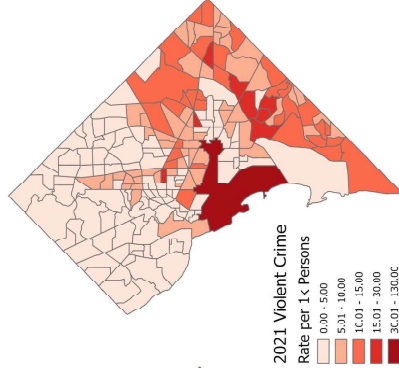 2021 Violent Crime
Rate per 1k Persons
0.00 - 5.00
5.01 - 10.00
10.01 - 15.00
15.01 - 30.00
30.01 - 130.00